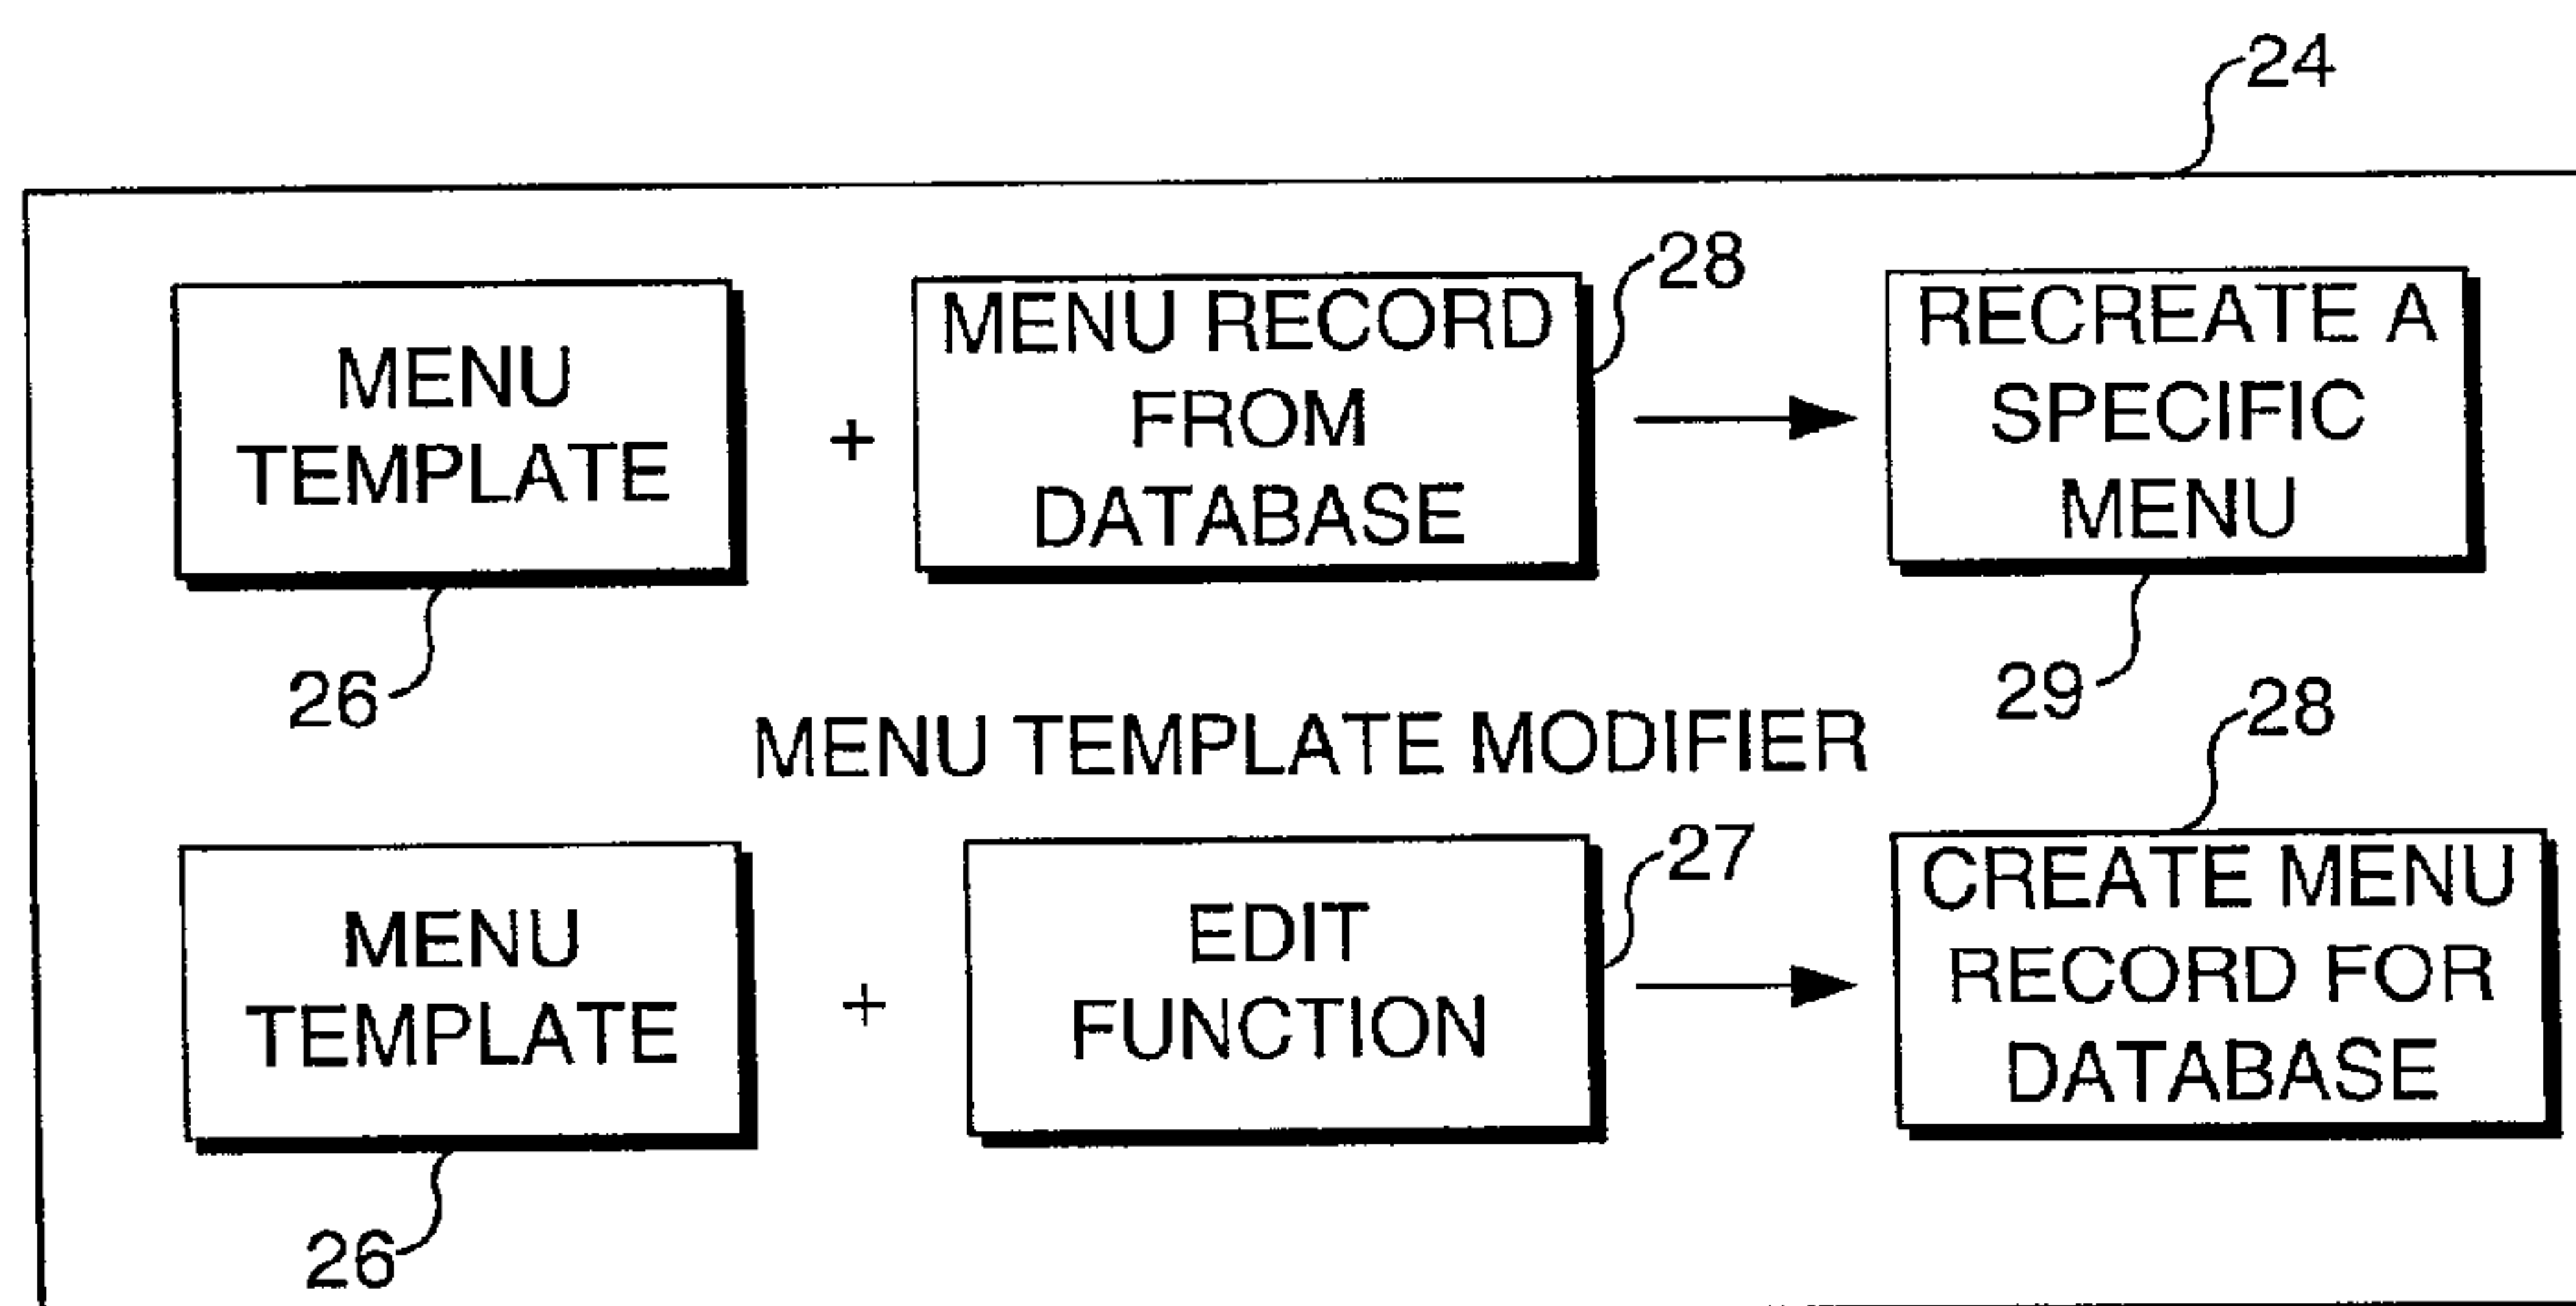 24
MENU
TEMPLATE
26
+
MENU RECORD
FROM
DATABASE
28
RECREATE A
SPECIFIC
MENU
29
MENU TEMPLATE MODIFIER
MENU
TEMPLATE
26
+
EDIT
FUNCTION
27
CREATE MENU
RECORD FOR
DATABASE
28